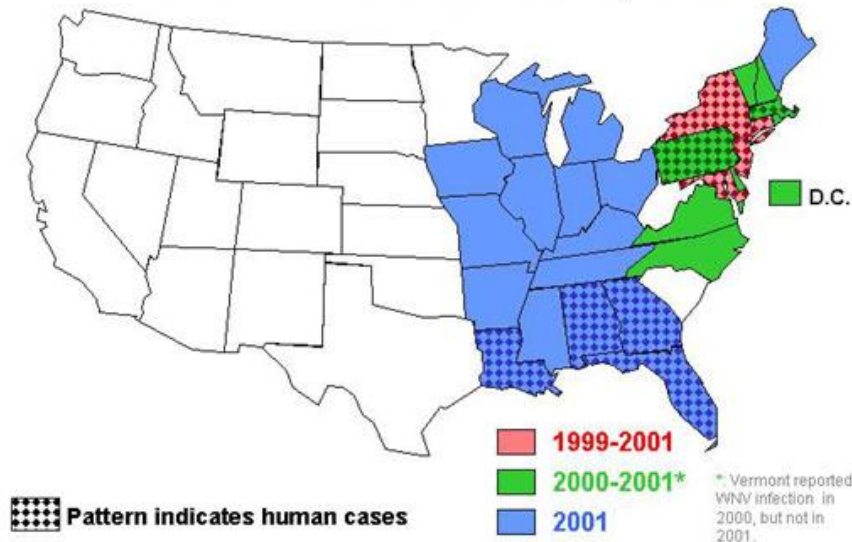 D.C.
1999-2001
2000-2001*
2001
*: Vermont reported
WNV infection in
2000, but not in
2001.
Pattern indicates human cases